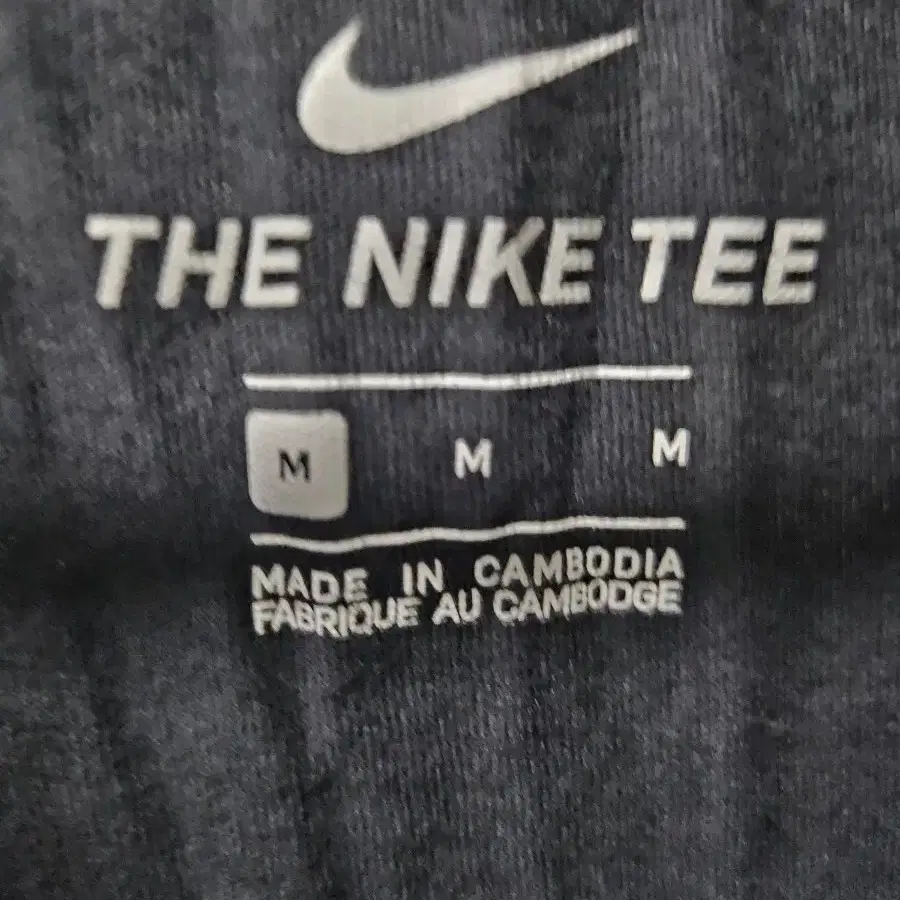 THE NIKE TEE
M M M
MADE IN CAMBODIA
FABRIQUE AU CAMBODGE